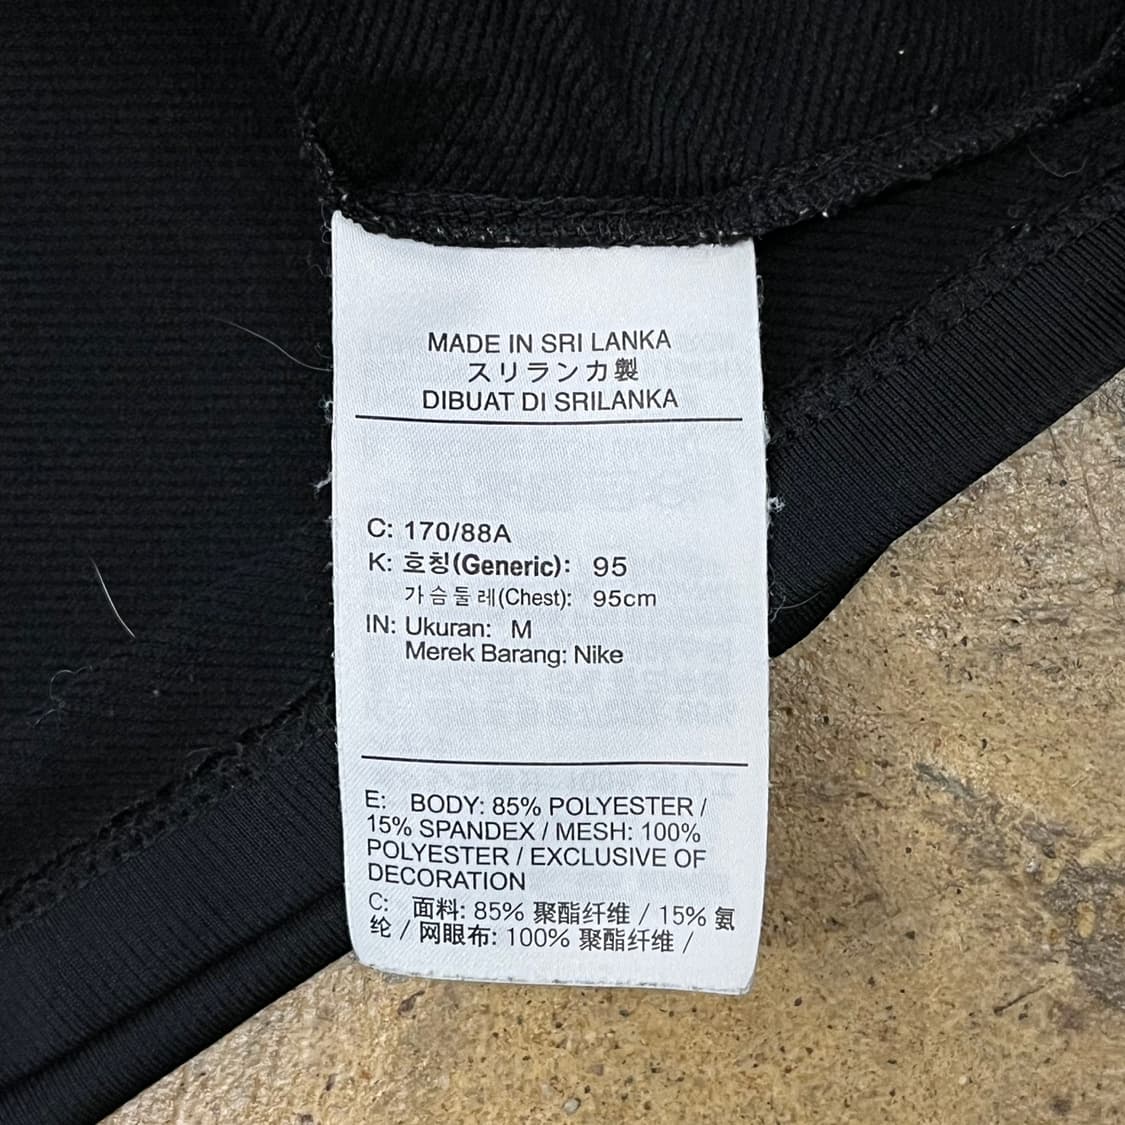 MADE IN SRI LANKA
スリランカ製
DIBUAT DI SRILANKA
C: 170/88A
K: 호칭(Generic): 95
가슴둘레(Chest): 95cm
IN: Ukuran: M
Merek Barang: Nike
E: BODY: 85% POLYESTER /
15% SPANDEX / MESH: 100%
POLYESTER / EXCLUSIVE OF
DECORATION
C: 面料: 85% 聚酯纤维 / 15% 氨
纶 / 网眼布: 100% 聚酯纤维 /